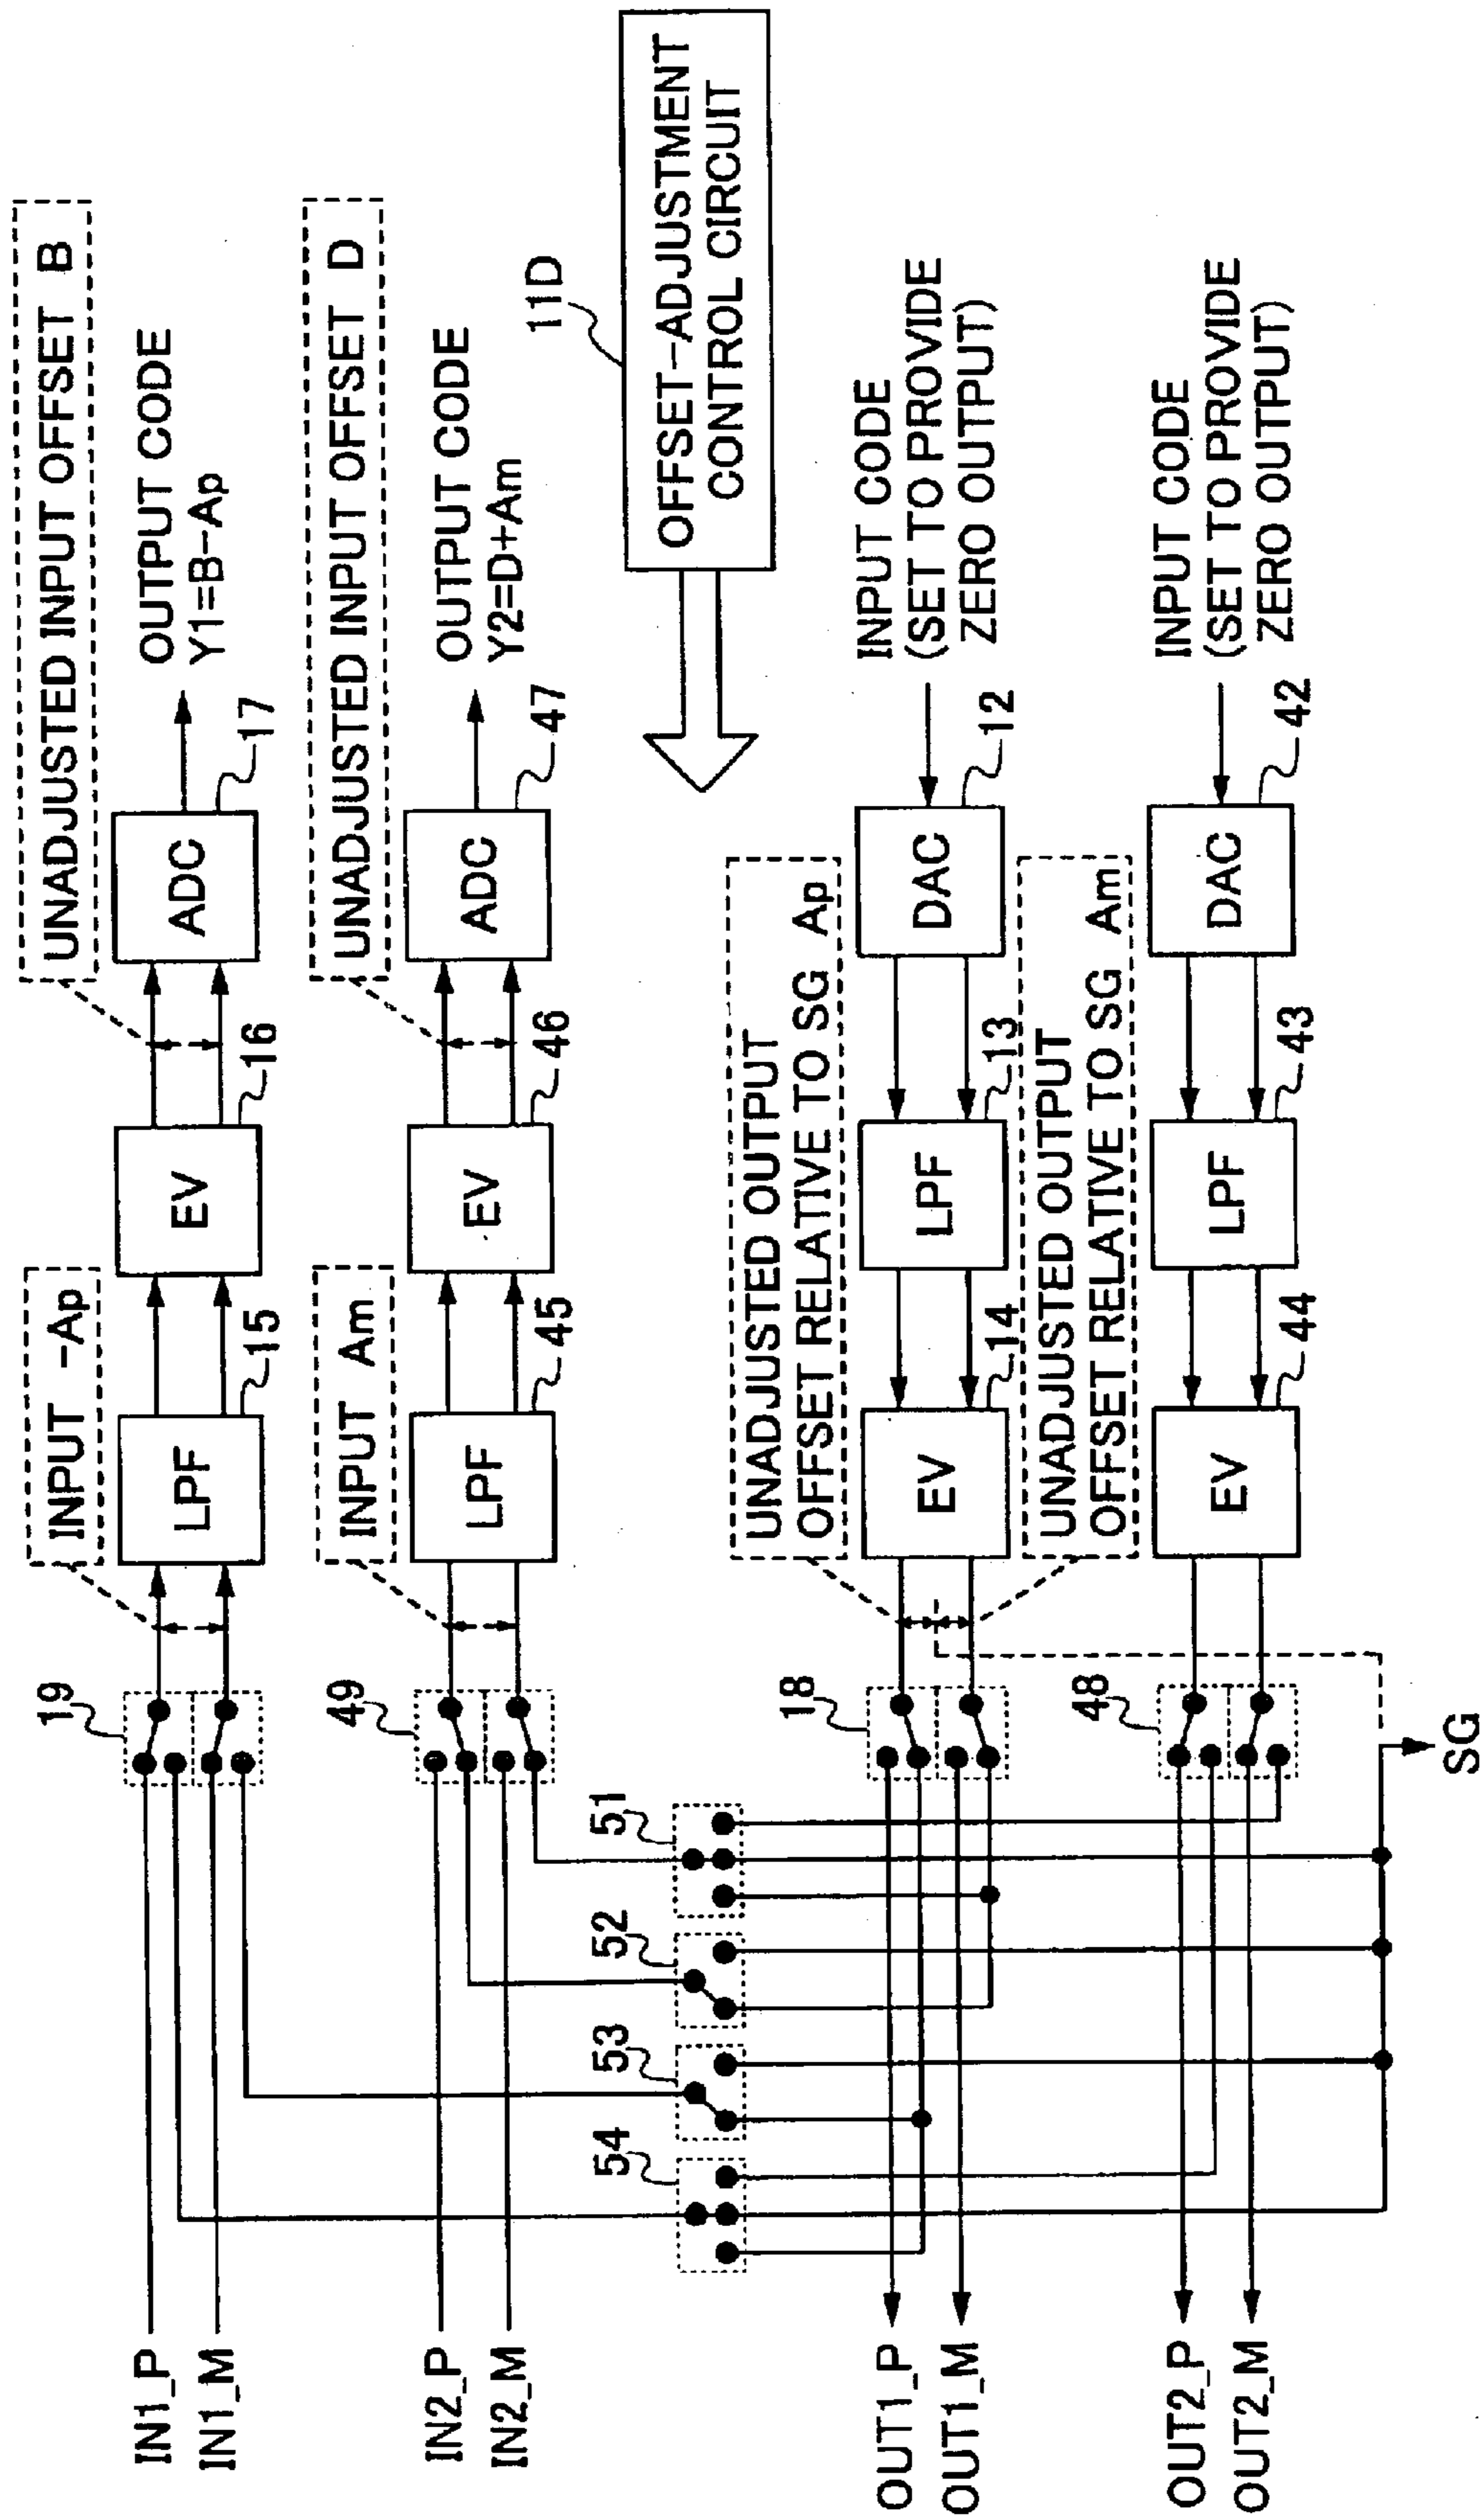 UNADJUSTED INPUT OFFSET B
INPUT -Ap
19
LPF
15
EV
16
ADC
17
OUTPUT CODE
Y1=B-Ap
IN1_P
IN1_M
UNADJUSTED INPUT OFFSET D
INPUT Am
49
LPF
45
EV
46
ADC
47
OUTPUT CODE
Y2=D+Am
IN2_P
IN2_M
54
53
52
51
11D
OFFSET-ADJUSTMENT
CONTROL CIRCUIT
UNADJUSTED OUTPUT
OFFSET RELATIVE TO SG Ap
18
EV
14
LPF
13
DAC
12
INPUT CODE
(SET TO PROVIDE
ZERO OUTPUT)
OUT1_P
OUT1_M
UNADJUSTED OUTPUT
OFFSET RELATIVE TO SG Am
48
EV
44
LPF
43
DAC
42
INPUT CODE
(SET TO PROVIDE
ZERO OUTPUT)
OUT2_P
OUT2_M
SG